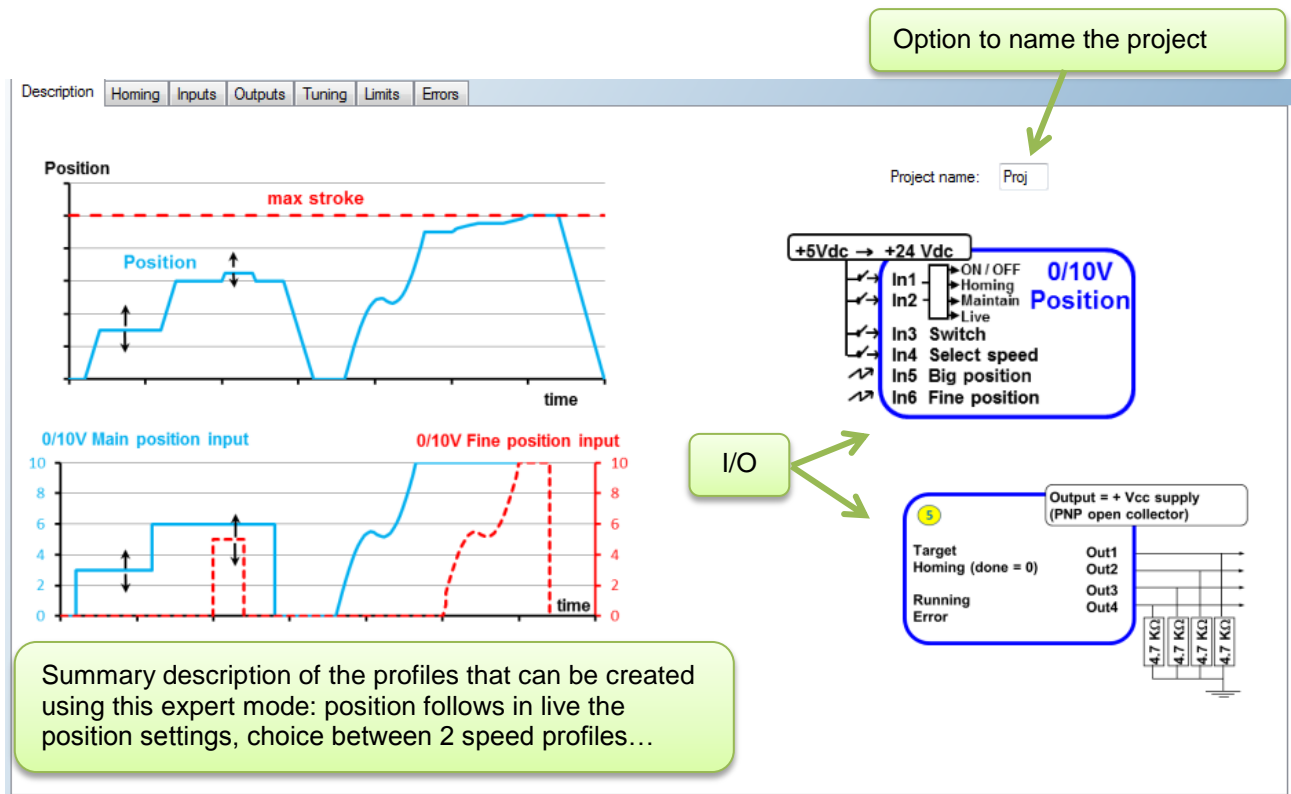 Option to name the project
Description Homing Inputs Outputs Tuning Limits Errors
Position
max stroke
Position
time
Project name: Proj
+5Vdc → +24 Vdc
In1
In2
ON / OFF
Homing
Maintain
Live
0/10V
Position
In3 Switch
In4 Select speed
In5 Big position
In6 Fine position
0/10V Main position input
0/10V Fine position input
10
8
6
4
2
0
10
8
6
4
2
0
time
I/O
5
Output = + Vcc supply
(PNP open collector)
Target Out1
Homing (done = 0) Out2
Running Out3
Error Out4
4.7 KΩ
4.7 KΩ
4.7 KΩ
4.7 KΩ
Summary description of the profiles that can be created
using this expert mode: position follows in live the
position settings, choice between 2 speed profiles…